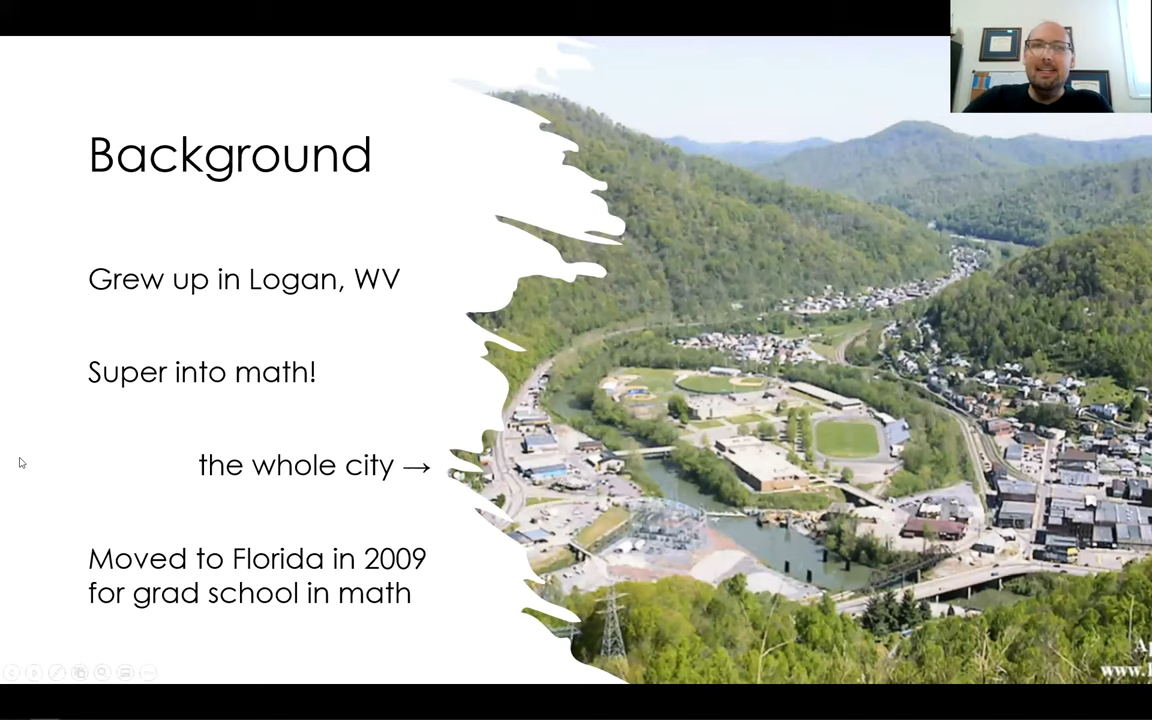 Background
Grew up in Logan, WV
Super into math!
the whole city →
Moved to Florida in 2009
for grad school in math